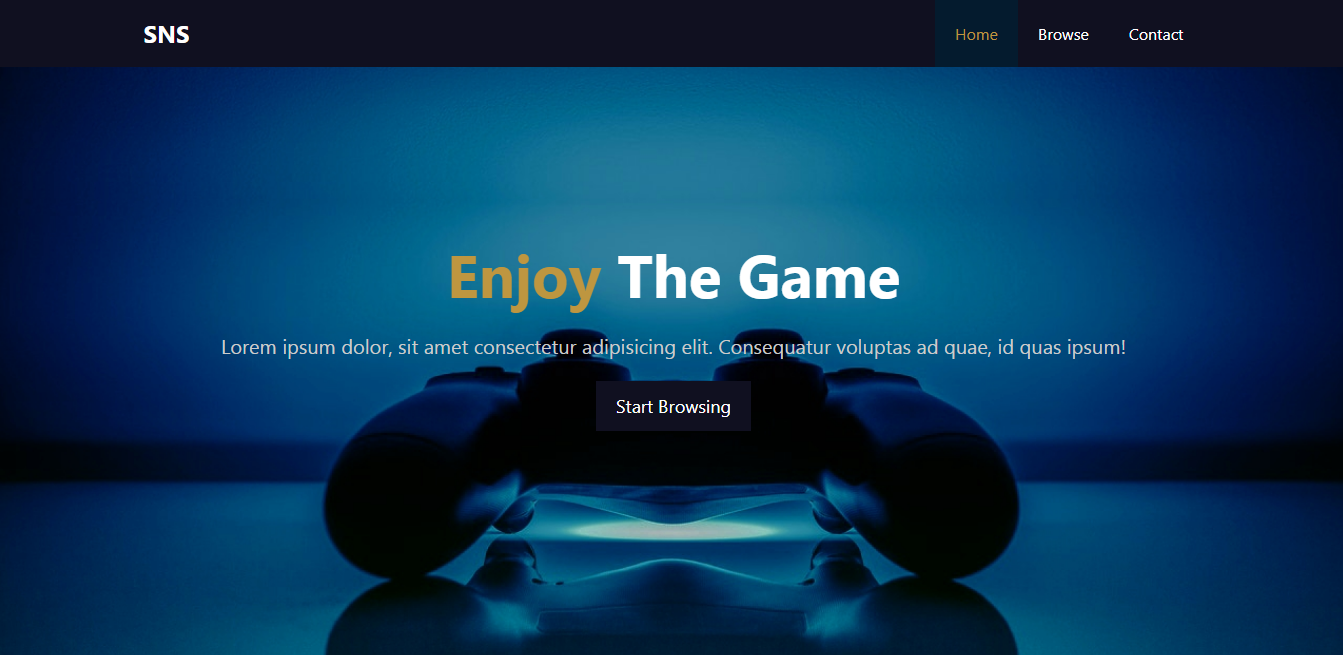 SNS
Home Browse Contact
Enjoy The Game
Lorem ipsum dolor, sit amet consectetur adipisicing elit. Consequatur voluptas ad quae, id quas ipsum!
Start Browsing